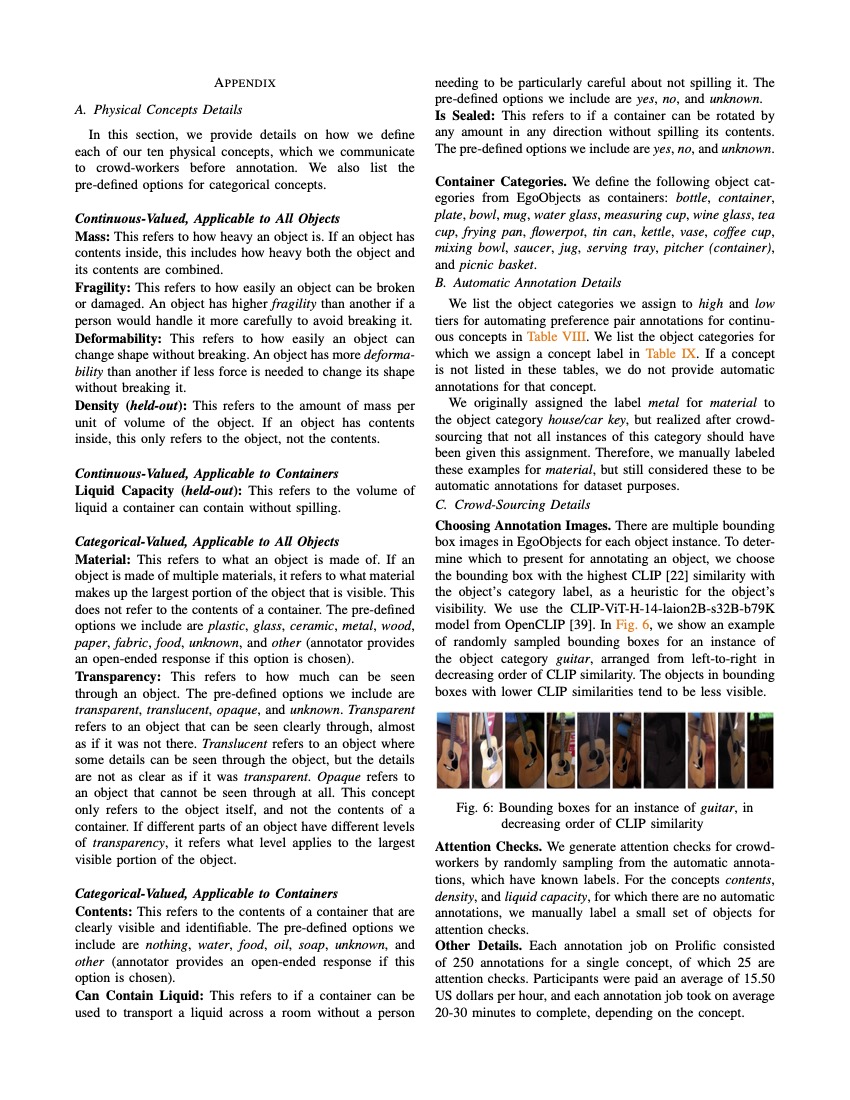 APPENDIX
A. Physical Concepts Details
In this section, we provide details on how we define
each of our ten physical concepts, which we communicate
to crowd-workers before annotation. We also list the
pre-defined options for categorical concepts.
Continuous-Valued, Applicable to All Objects
Mass: This refers to how heavy an object is. If an object has
contents inside, this includes how heavy both the object and
its contents are combined.
Fragility: This refers to how easily an object can be broken
or damaged. An object has higher fragility than another if a
person would handle it more carefully to avoid breaking it.
Deformability: This refers to how easily an object can
change shape without breaking. An object has more deforma-
bility than another if less force is needed to change its shape
without breaking it.
Density (held-out): This refers to the amount of mass per
unit of volume of the object. If an object has contents
inside, this only refers to the object, not the contents.
Continuous-Valued, Applicable to Containers
Liquid Capacity (held-out): This refers to the volume of
liquid a container can contain without spilling.
Categorical-Valued, Applicable to All Objects
Material: This refers to what an object is made of. If an
object is made of multiple materials, it refers to what material
makes up the largest portion of the object that is visible. This
does not refer to the contents of a container. The pre-defined
options we include are plastic, glass, ceramic, metal, wood,
paper, fabric, food, unknown, and other (annotator provides
an open-ended response if this option is chosen).
Transparency: This refers to how much can be seen
through an object. The pre-defined options we include are
transparent, translucent, opaque, and unknown. Transparent
refers to an object that can be seen clearly through, almost
as if it was not there. Translucent refers to an object where
some details can be seen through the object, but the details
are not as clear as if it was transparent. Opaque refers to
an object that cannot be seen through at all. This concept
only refers to the object itself, and not the contents of a
container. If different parts of an object have different levels
of transparency, it refers what level applies to the largest
visible portion of the object.
Categorical-Valued, Applicable to Containers
Contents: This refers to the contents of a container that are
clearly visible and identifiable. The pre-defined options we
include are nothing, water, food, oil, soap, unknown, and
other (annotator provides an open-ended response if this
option is chosen).
Can Contain Liquid: This refers to if a container can be
used to transport a liquid across a room without a person
needing to be particularly careful about not spilling it. The
pre-defined options we include are yes, no, and unknown.
Is Sealed: This refers to if a container can be rotated by
any amount in any direction without spilling its contents.
The pre-defined options we include are yes, no, and unknown.
Container Categories. We define the following object cat-
egories from EgoObjects as containers: bottle, container,
plate, bowl, mug, water glass, measuring cup, wine glass, tea
cup, frying pan, flowerpot, tin can, kettle, vase, coffee cup,
mixing bowl, saucer, jug, serving tray, pitcher (container),
and picnic basket.
B. Automatic Annotation Details
We list the object categories we assign to high and low
tiers for automating preference pair annotations for continu-
ous concepts in Table VIII. We list the object categories for
which we assign a concept label in Table IX. If a concept
is not listed in these tables, we do not provide automatic
annotations for that concept.
We originally assigned the label metal for material to
the object category house/car key, but realized after crowd-
sourcing that not all instances of this category should have
been given this assignment. Therefore, we manually labeled
these examples for material, but still considered these to be
automatic annotations for dataset purposes.
C. Crowd-Sourcing Details
Choosing Annotation Images. There are multiple bounding
box images in EgoObjects for each object instance. To deter-
mine which to present for annotating an object, we choose
the bounding box with the highest CLIP [22] similarity with
the object's category label, as a heuristic for the object's
visibility. We use the CLIP-ViT-H-14-laion2B-s32B-b79K
model from OpenCLIP [39]. In Fig. 6, we show an example
of randomly sampled bounding boxes for an instance of
the object category guitar, arranged from left-to-right in
decreasing order of CLIP similarity. The objects in bounding
boxes with lower CLIP similarities tend to be less visible.
Fig. 6: Bounding boxes for an instance of guitar, in
decreasing order of CLIP similarity
Attention Checks. We generate attention checks for crowd-
workers by randomly sampling from the automatic annota-
tions, which have known labels. For the concepts contents,
density, and liquid capacity, for which there are no automatic
annotations, we manually label a small set of objects for
attention checks.
Other Details. Each annotation job on Prolific consisted
of 250 annotations for a single concept, of which 25 are
attention checks. Participants were paid an average of 15.50
US dollars per hour, and each annotation job took on average
20-30 minutes to complete, depending on the concept.